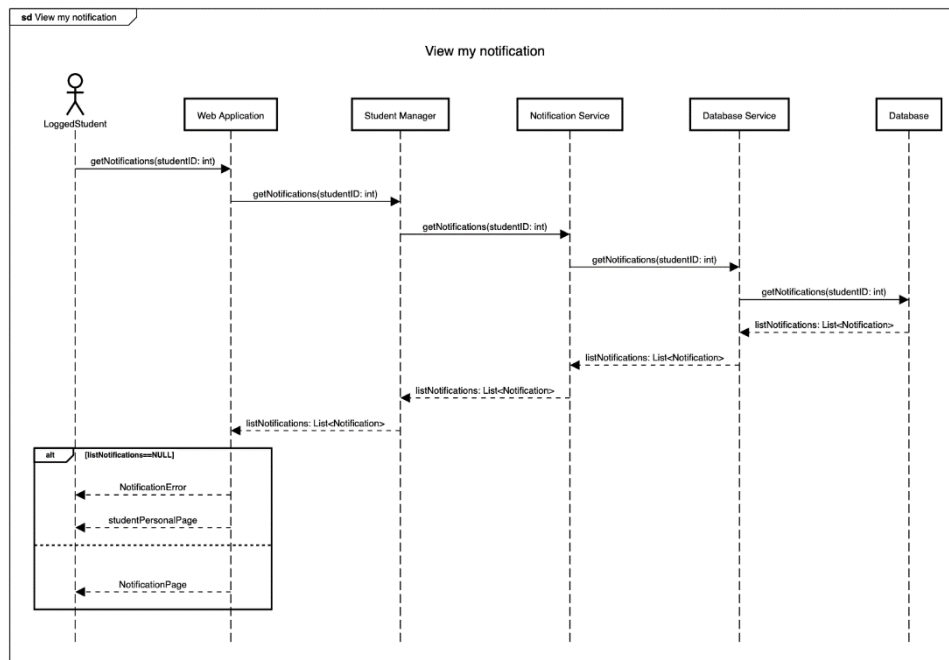 sd View my notification
View my notification
LoggedStudent
Web Application
Student Manager
Notification Service
Database Service
Database
getNotifications(studentID: int)
getNotifications(studentID: int)
getNotifications(studentID: int)
getNotifications(studentID: int)
getNotifications(studentID: int)
listNotifications: List<Notification>
listNotifications: List<Notification>
listNotifications: List<Notification>
listNotifications: List<Notification>
alt [listNotifications==NULL]
NotificationError
studentPersonalPage
NotificationPage